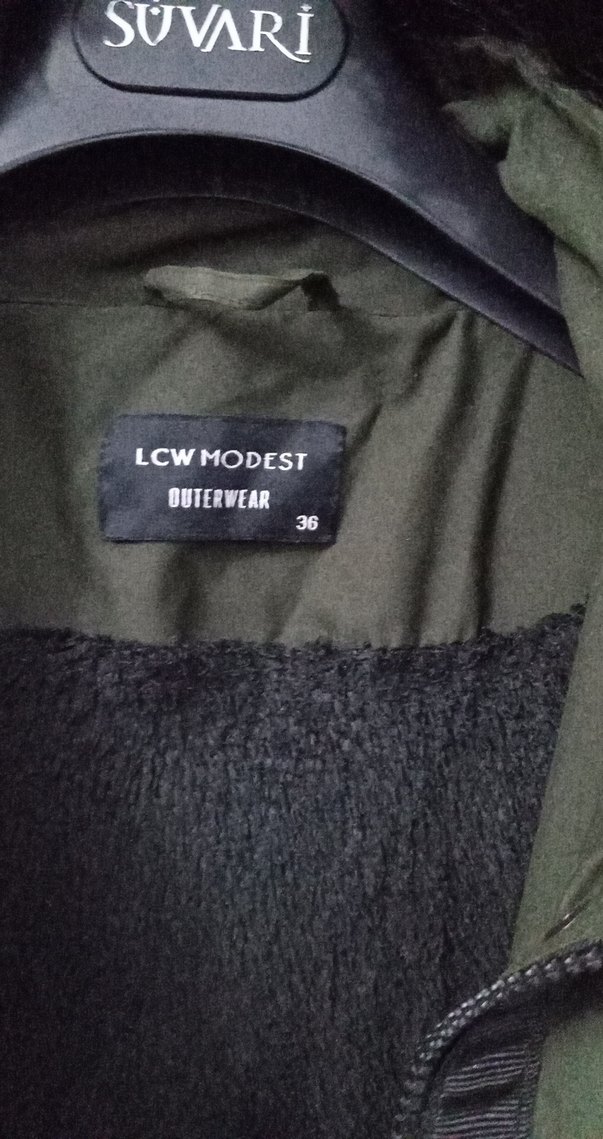 SÜVARİ
LCW MODEST
OUTERWEAR
36